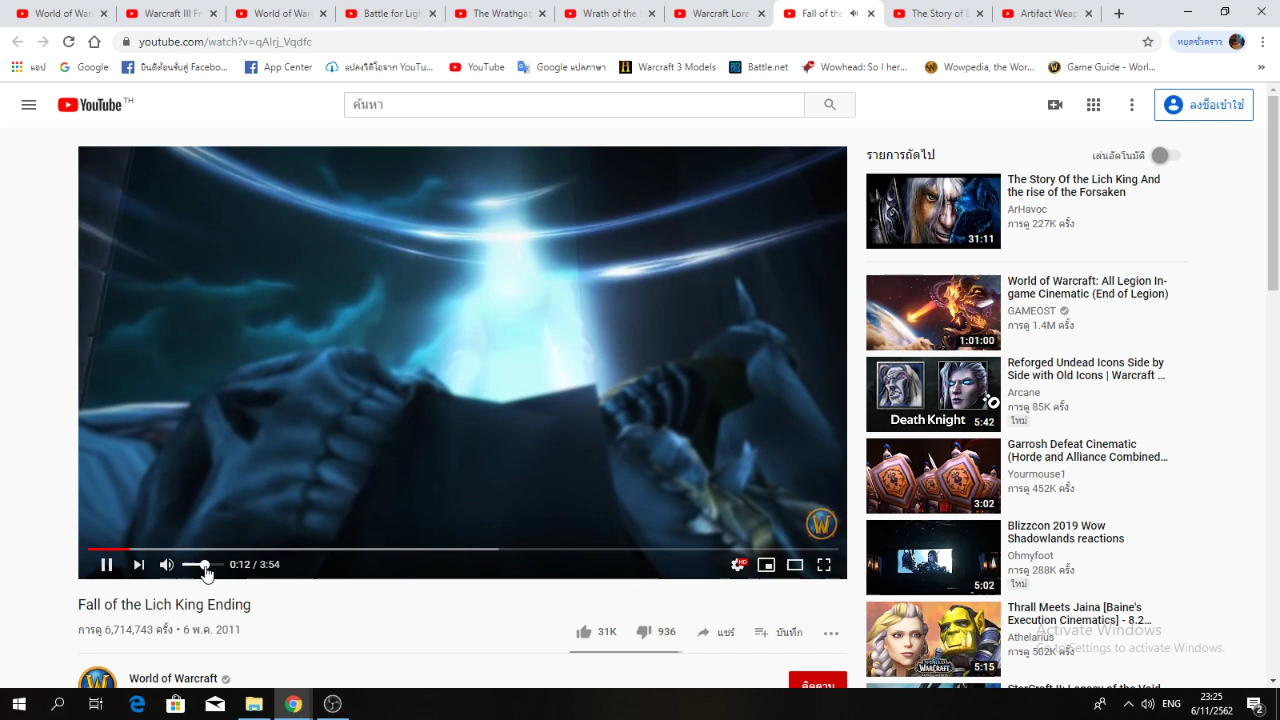 World of War
Warcraft III Fr
World of War
Battle for Ligh
The Wrathgat
Wrath of the L
Warcraft Lore
Fall of the
The Story of
Artifact Weap
youtube.com/watch?v=qAIrj_Vqdfc
หยุดชั่วคราว
แอป
Google
ยินดีต้อนรับสู่ Facebo...
App Center
แปลงวิดีโอจาก YouTu...
YouTube
Google แปลภาษา
Warcraft 3 Models
Battle.net
Wowhead: So I her...
Wowpedia, the Wor...
Game Guide - Worl...
»
YouTube TH
ค้นหา
ลงชื่อเข้าใช้
รายการถัดไป
เล่นอัตโนมัติ
The Story Of the Lich King And
the rise of the Forsaken
ArHavoc
การดู 227K ครั้ง
31:11
World of Warcraft: All Legion In-
game Cinematic (End of Legion)
GAMEOST
การดู 1.4M ครั้ง
1:01:00
Reforged Undead Icons Side by
Side with Old Icons | Warcraft ...
Arcane
การดู 85K ครั้ง
ใหม่
Death Knight
5:42
Garrosh Defeat Cinematic
(Horde and Alliance Combined...
Yourmouse1
การดู 452K ครั้ง
3:02
Blizzcon 2019 Wow
Shadowlands reactions
Ohmyfoot
การดู 288K ครั้ง
ใหม่
5:02
Thrall Meets Jaina [Baine's
Execution Cinematics] - 8.2...
Athelarius
การดู 502K ครั้ง
5:15
WORLD WARCRAFT
W
0:12 / 3:54
HD
Fall of the Lich King Ending
การดู 6,714,743 ครั้ง • 6 พ.ค. 2011
31K
936
แชร์
บันทึก
W
World of Warcraft
ติดตาม
Activate Windows
Go to Settings to activate Windows.
ENG
23:25
6/11/2562
2